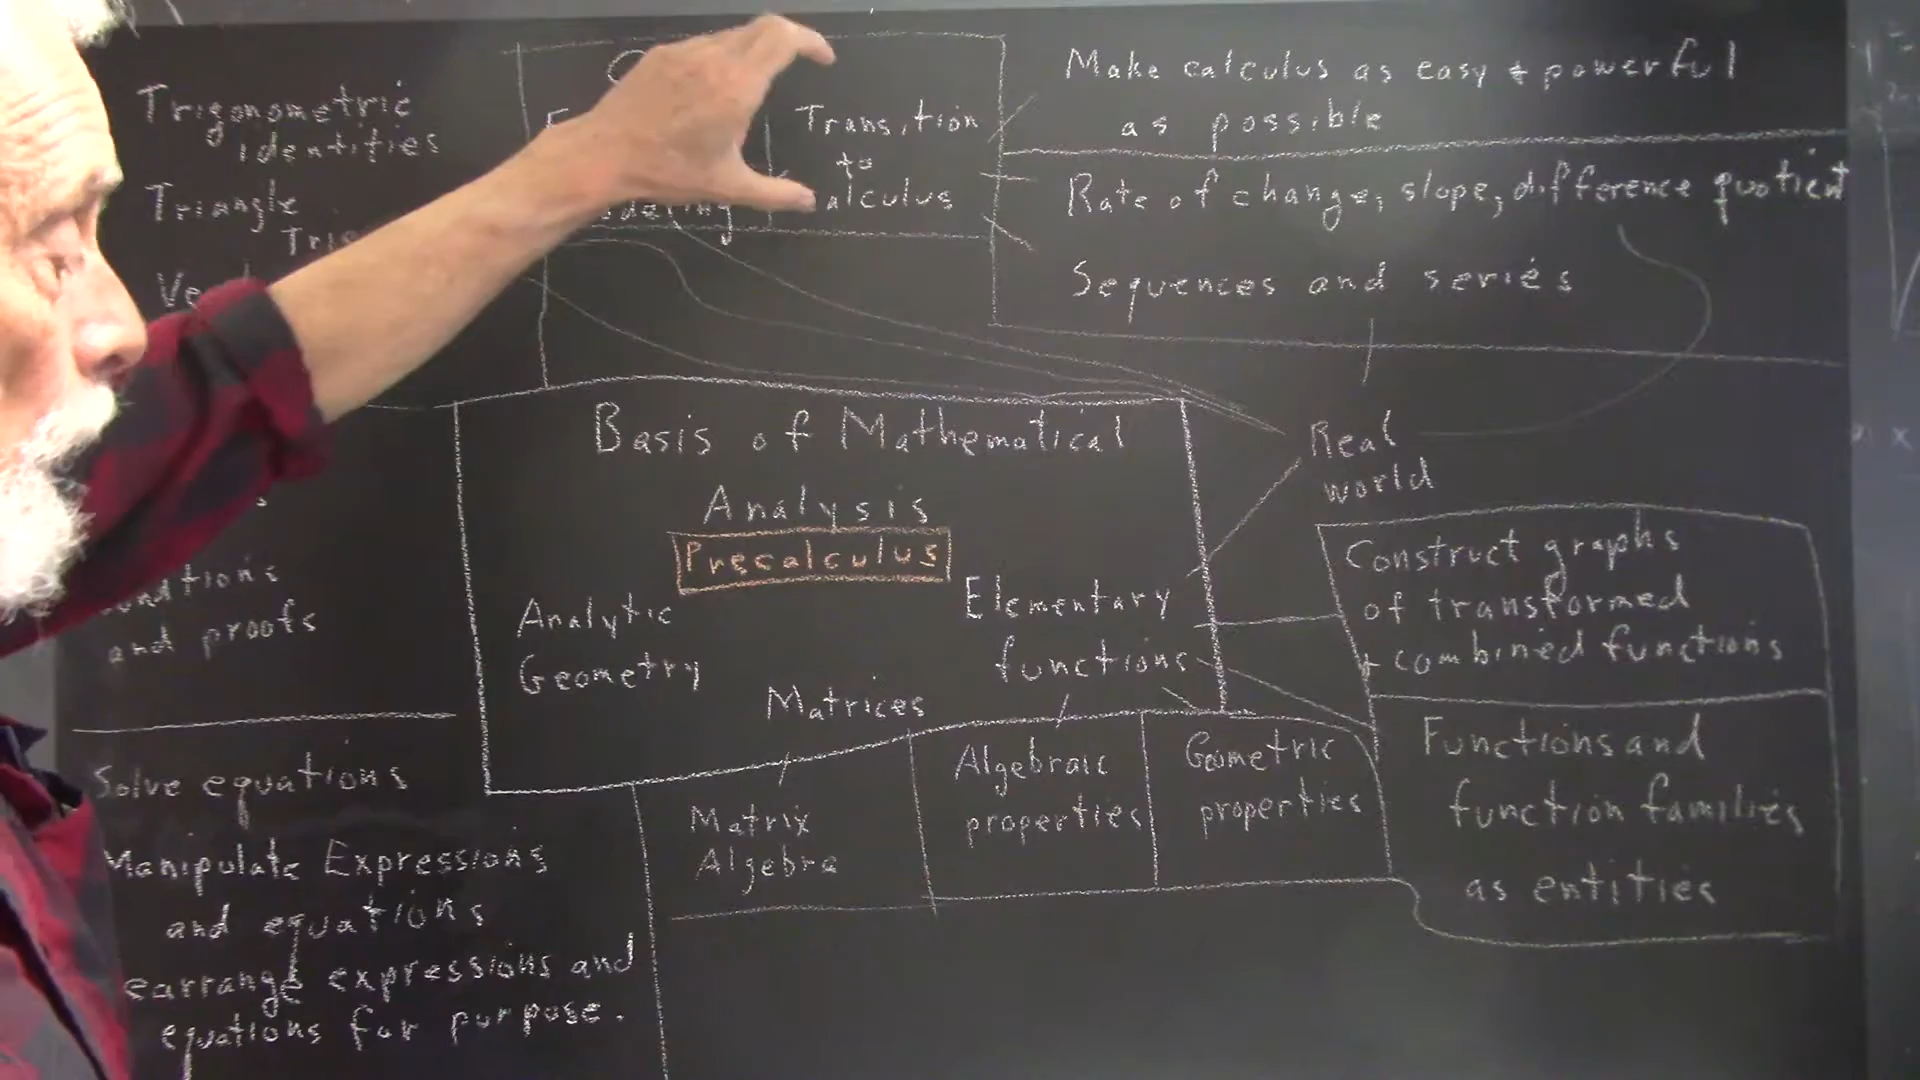 Trigonometric
identities
Triangle
Transition
to
calculus
Make calculus as easy + powerful
as possible
Rate of change, slope, difference quotient
Sequences and series
Real
world
Basis of Mathematical
Analysis
Precalculus
Analytic
Geometry
Matrices
Elementary
functions
and proofs
Construct graphs
of transformed
+ combined functions
Functions and
function families
as entities
Matrix
Algebra
Algebraic
properties
Geometric
properties
Solve equations
Manipulate Expressions
and equations
earrange expressions and
equations for purpose.